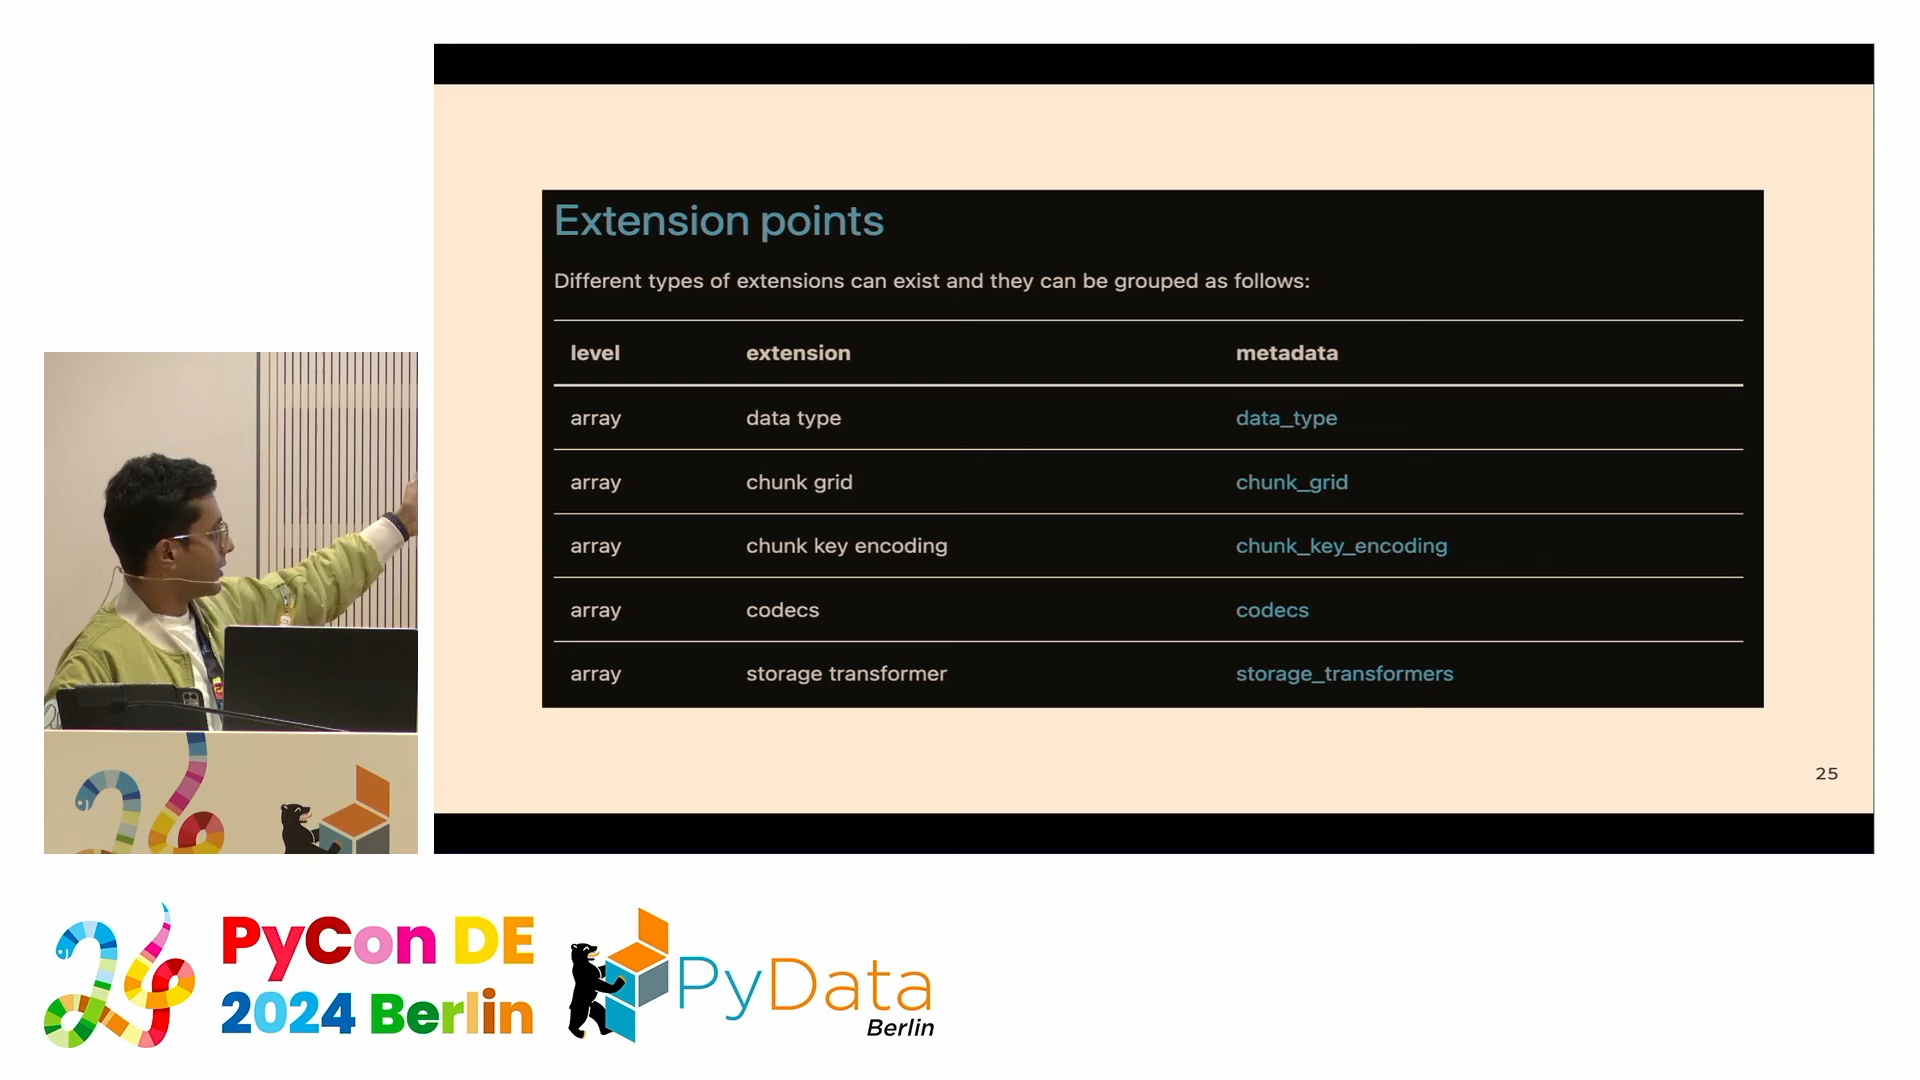 Extension points
Different types of extensions can exist and they can be grouped as follows:
level extension metadata
array data type data_type
array chunk grid chunk_grid
array chunk key encoding chunk_key_encoding
array codecs codecs
array storage transformer storage_transformers
25
PyCon DE
2024 Berlin
PyData
Berlin